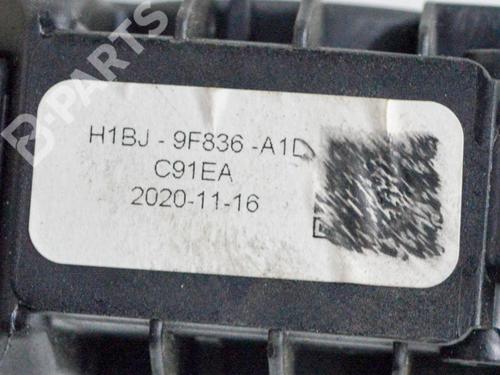 B-PARTS
H1BJ - 9F836 -A1D
C91EA
2020-11-16